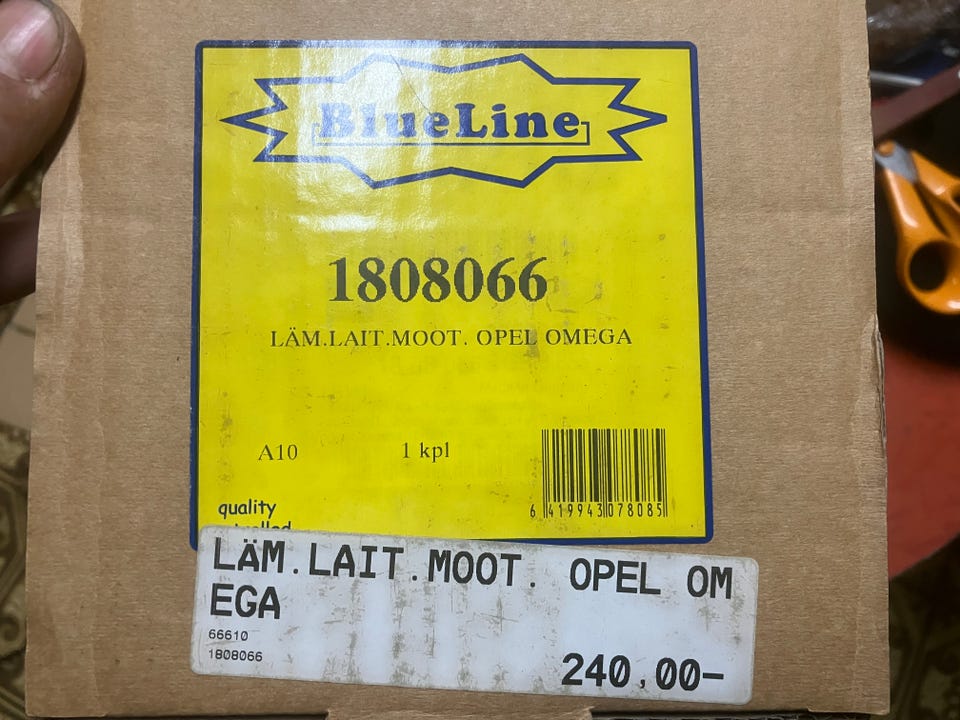 BlueLine
1808066
LÄM.LAIT.MOOT. OPEL OMEGA
A10 1 kpl
6 419943 078085
quality
LÄM.LAIT.MOOT. OPEL OM
EGA
66610
1808066
240,00-